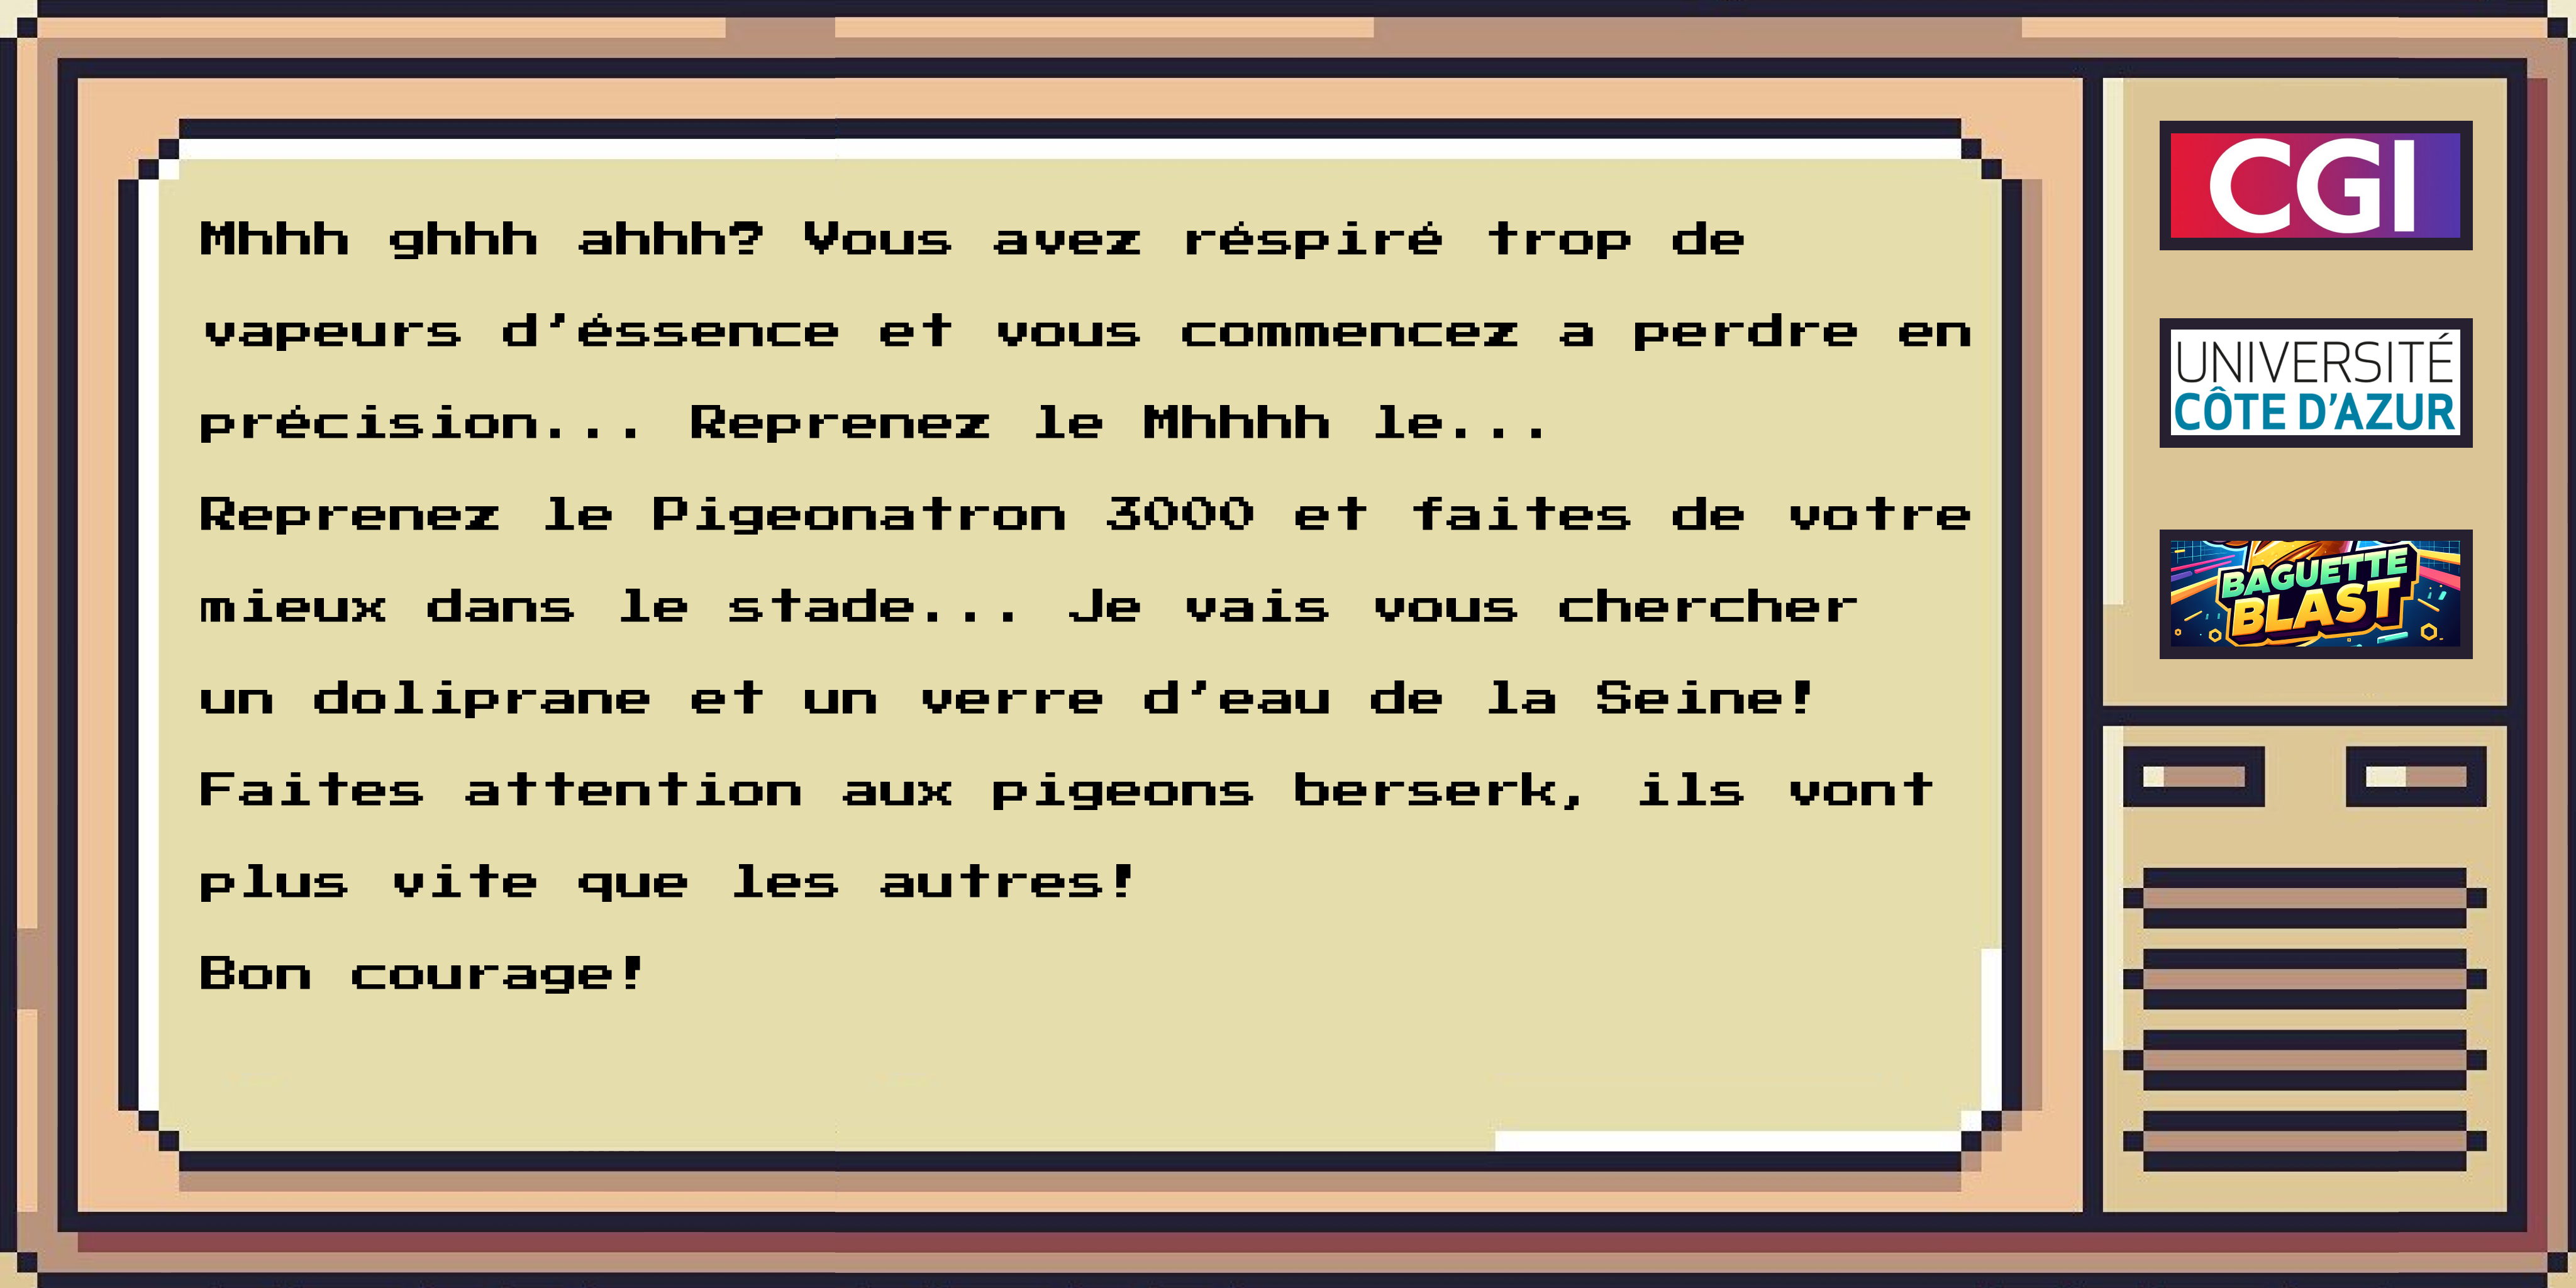 Mhhh ghhh ahhh? Vous avez réspiré trop de
vapeurs d'éssence et vous commencez a perdre en
précision... Reprenez le Mhhhh le...
Reprenez le Pigeonatron 3000 et faites de votre
mieux dans le stade... Je vais vous chercher
un doliprane et un verre d'eau de la Seine!
Faites attention aux pigeons berserk, ils vont
plus vite que les autres!
Bon courage!
CGI
UNIVERSITÉ
CÔTE D'AZUR
BAGUETTE
BLAST